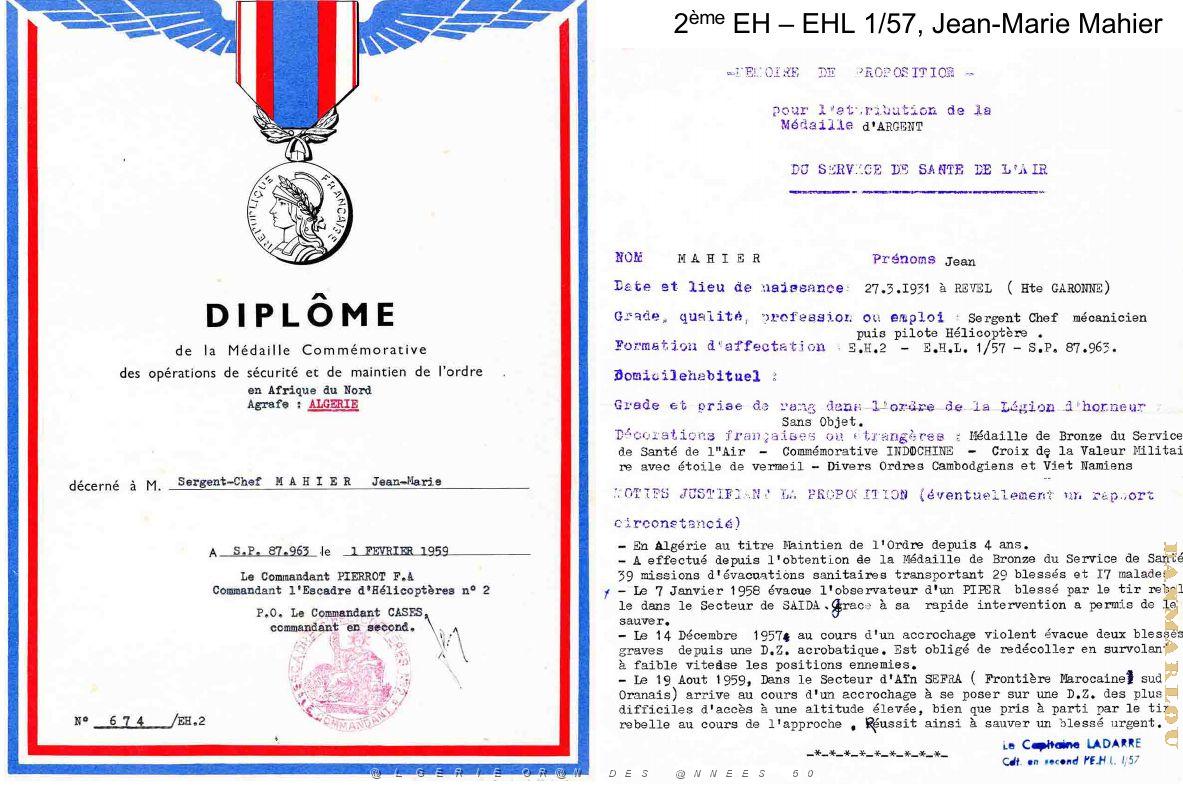 2ème EH – EHL 1/57, Jean-Marie Mahier
REPUBLIQUE FRANÇAISE
DIPLÔME
de la Médaille Commémorative
des opérations de sécurité et de maintien de l'ordre
en Afrique du Nord
Agrafe : ALGERIE
décerné à M. Sergent-Chef M A H I E R Jean-Marie
A S.P. 87.963 le 1 FEVRIER 1959
Le Commandant PIERROT F.A
Commandant l'Escadre d'Hélicoptères n° 2
P.O. Le Commandant CASES,
commandant en second.
N° 6 7 4 /EH.2
-MEMOIRE DE PROPOSITION -
pour l'attribution de la
Médaille d'ARGENT
DU SERVICE DE SANTE DE L'AIR
NOM M A H I E R Prénoms Jean
Date et lieu de naissance: 27.3.1931 à REVEL ( Hte GARONNE)
Grade, qualité, profession ou emploi : Sergent Chef mécanicien
puis pilote Hélicoptère .
Formation d'affectation : E.H.2 - E.H.L. 1/57 - S.P. 87.963.
Domicilehabituel :
Grade et prise de rang dans l'ordre de la Légion d'honneur :
Sans Objet.
Décorations françaises ou étrangères : Médaille de Bronze du Service
de Santé de l"Air - Commémorative INDOCHINE - Croix de la Valeur Militai
re avec étoile de vermeil - Divers Ordres Cambodgiens et Viet Namiens
MOTIFS JUSTIFIANT LA PROPOSITION (éventuellement un rapport
circonstancié)
- En Algérie au titre Maintien de l'Ordre depuis 4 ans.
- A effectué depuis l'obtention de la Médaille de Bronze du Service de Santé
39 missions d'évacuations sanitaires transportant 29 blessés et I7 malades
- Le 7 Janvier 1958 évacue l'observateur d'un PIPER blessé par le tir rebel
le dans le Secteur de SAIDA. grace à sa rapide intervention a permis de le
sauver.
- Le 14 Décembre 1957, au cours d'un accrochage violent évacue deux blessés
graves depuis une D.Z. acrobatique. Est obligé de redécoller en survolant
à faible vitesse les positions ennemies.
- Le 19 Aout 1959, Dans le Secteur d'Aïn SEFRA ( Frontière Marocaine) sud
Oranais) arrive au cours d'un accrochage à se poser sur une D.Z. des plus
difficiles d'accès à une altitude élevée, bien que pris à parti par le tir
rebelle au cours de l'approche . Réussit ainsi à sauver un blessé urgent.
-*-*-*-*-*-*-*-*-*-
Le Capitaine LADARRE
Cdt. en second l'E.H.L. 1/57
HAMMARLOU
@ L G E R I E O R @ N D E S @ N N E E S 5 0